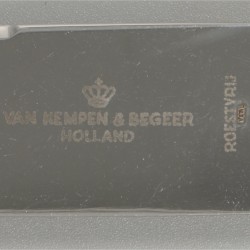 VAN KEMPEN & BEGEER
HOLLAND
ROESTVRIJ